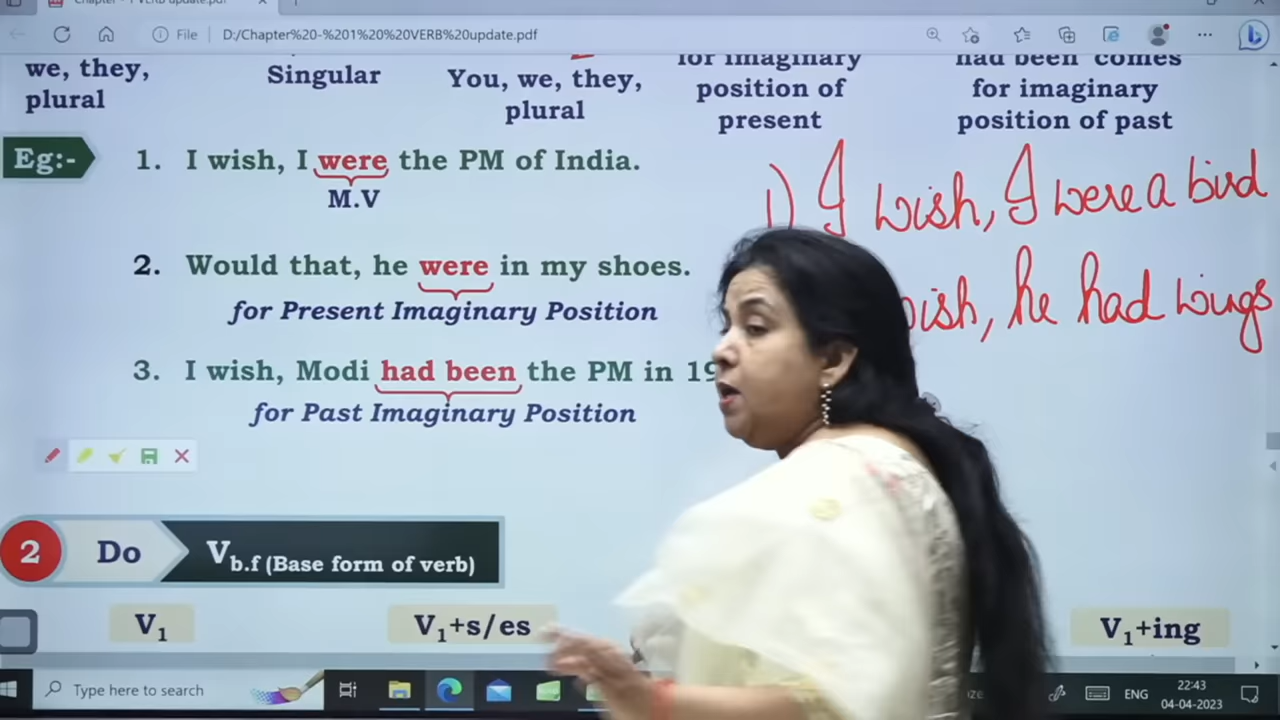 File
D:/Chapter%20-%201%20%20VERB%20update.pdf
we, they,
plural
Singular
You, we, they,
plural
for imaginary
position of
present
had been comes
for imaginary
position of past
Eg:-
1. I wish, I were the PM of India.
M.V
2. Would that, he were in my shoes.
for Present Imaginary Position
3. I wish, Modi had been the PM in
for Past Imaginary Position
1) I wish, I were a bird
he had wings
2 Do Vb.f (Base form of verb)
V1
V1+s/es
V1+ing
Type here to search
ENG
22:43
04-04-2023